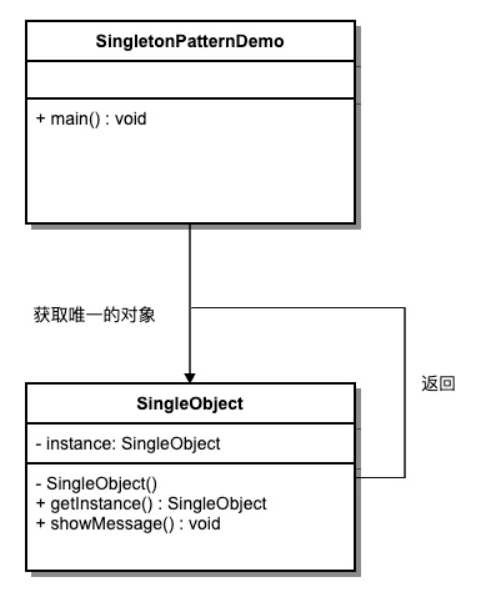 SingletonPatternDemo
+ main() : void
获取唯一的对象
返回
SingleObject
- instance: SingleObject
- SingleObject()
+ getInstance() : SingleObject
+ showMessage() : void